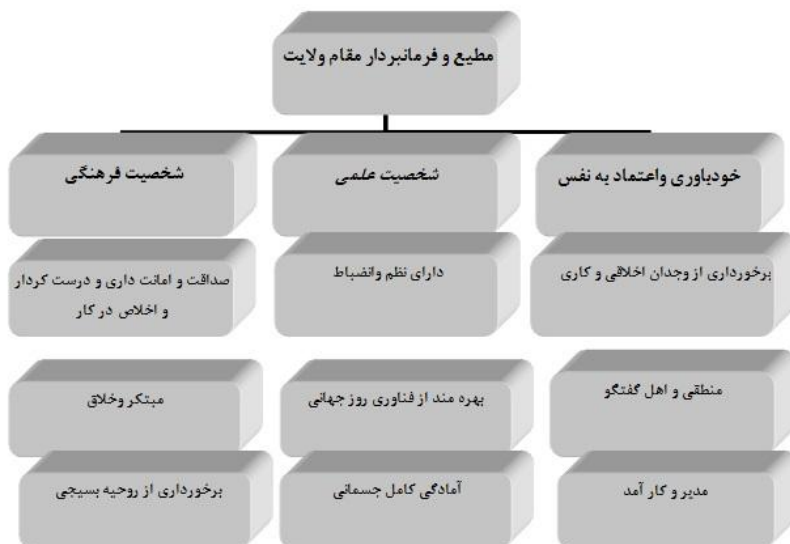 مطیع و فرمانبردار مقام ولایت
خودباوری واعتماد به نفس
شخصیت علمی
شخصیت فرهنگی
برخورداری از وجدان اخلاقی و کاری
دارای نظم وانضباط
صداقت و امانت داری و درست کردار
و اخلاص در کار
منطقی و اهل گفتگو
بهره مند از فناوری روز جهانی
مبتکر وخلاق
مدیر و کار آمد
آمادگی کامل جسمانی
برخورداری از روحیه بسیجی